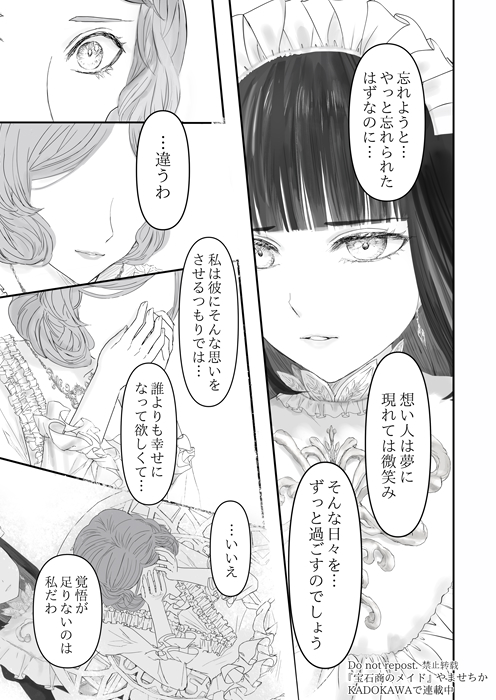 忘れようと…
やっと忘れられた
はずなのに…
想い人は夢に
現れては微笑み
そんな日々を…
ずっと過ごすのでしょう
…違うわ
私は彼にそんな思いを
させるつもりでは…
誰よりも幸せに
なって欲しくて…
…いいえ
覚悟が
足りないのは
私だわ
Do not repost. 禁止转载
『宝石商のメイド』やませちか
KADOKAWAで連載中